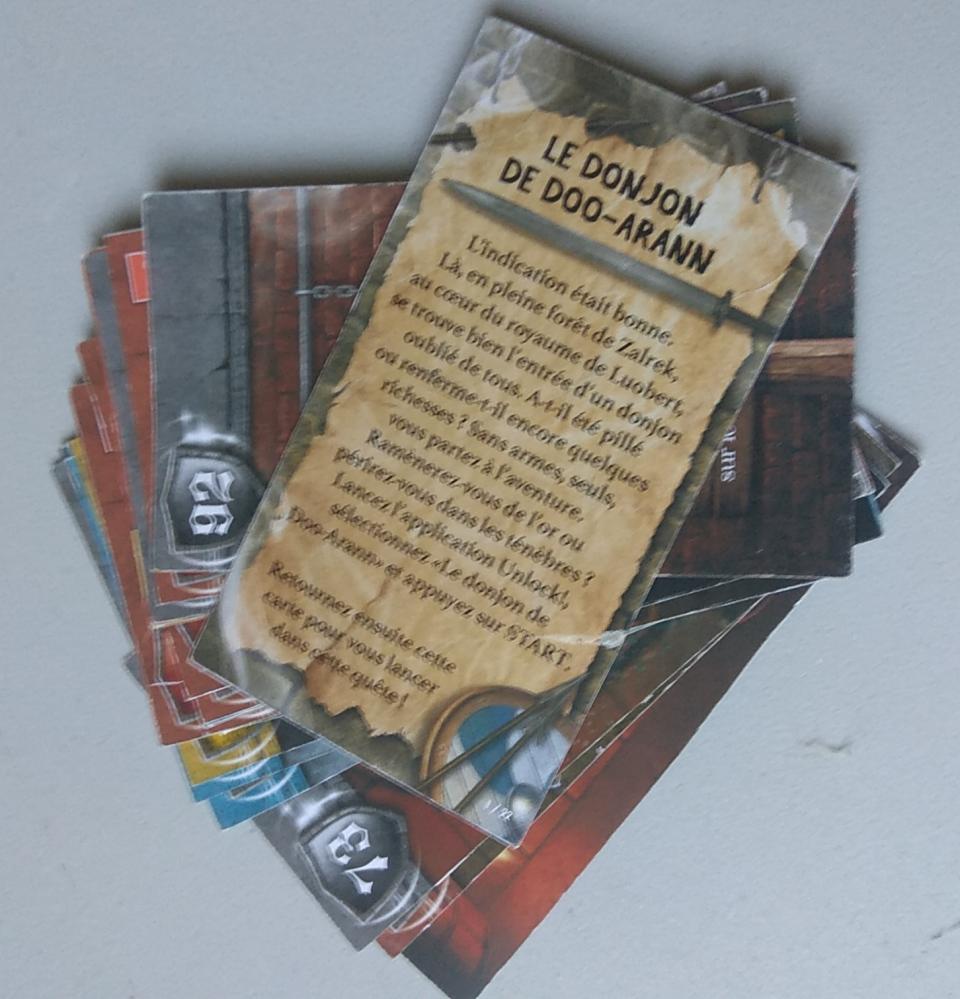 LE DONJON
DE DOO-ARANN
L'indication était bonne.
Là, en pleine forêt de Zalrek,
au cœur du royaume de Luobert,
se trouve bien l'entrée d'un donjon
oublié de tous. A-t-il été pillé
ou renferme-t-il encore quelques
richesses ? Sans armes, seuls,
vous partez à l'aventure.
Ramènerez-vous de l'or ou
périrez-vous dans les ténèbres ?
Lancez l'application Unlock!,
sélectionnez «Le donjon de
Doo-Arann» et appuyez sur START.
Retournez ensuite cette
carte pour vous lancer
dans cette quête !
92
73
sur le